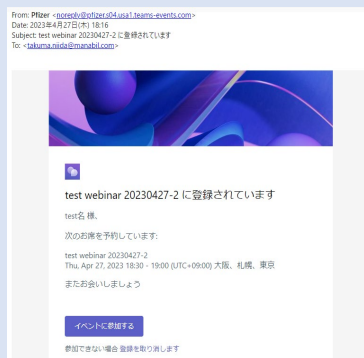 From: Pfizer <noreply@pfizer.s04.usa1.teams-events.com>
Date: 2023年4月27日(木) 18:16
Subject: test webinar 20230427-2 に登録されています
To: <takuma.niida@manabil.com>
test webinar 20230427-2 に登録されています
test名 様、
次のお席を予約しています:
test webinar 20230427-2
Thu, Apr 27, 2023 18:30 - 19:00 (UTC+09:00) 大阪、札幌、東京
またお会いしましょう
イベントに参加する
参加できない場合 登録を取り消します